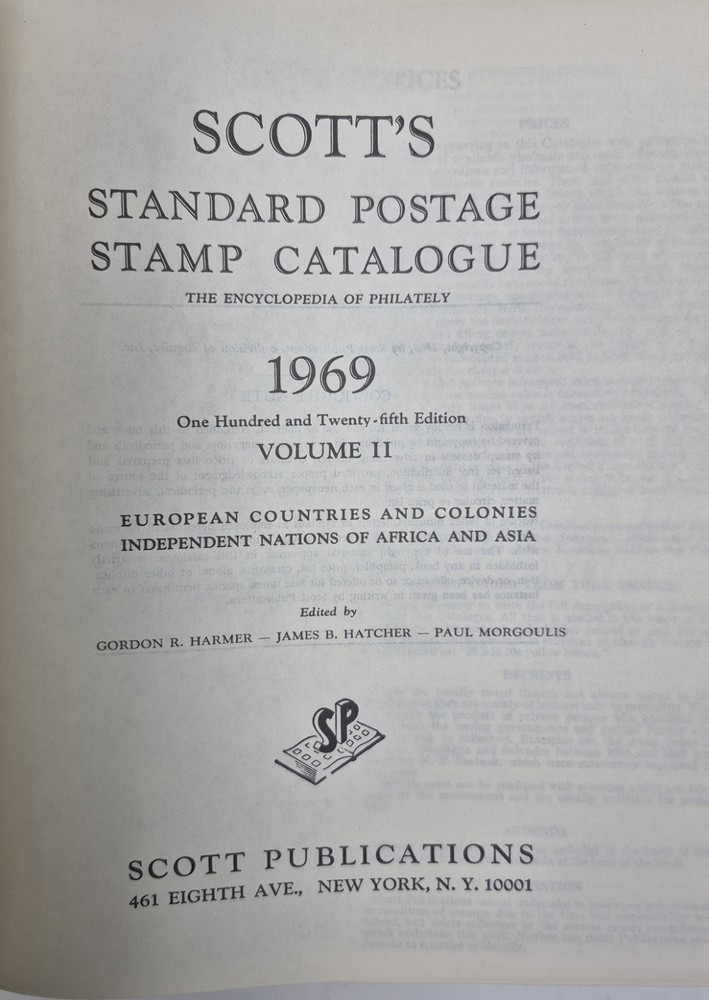 SCOTT'S
STANDARD POSTAGE
STAMP CATALOGUE
THE ENCYCLOPEDIA OF PHILATELY
1969
One Hundred and Twenty-fifth Edition
VOLUME II
EUROPEAN COUNTRIES AND COLONIES
INDEPENDENT NATIONS OF AFRICA AND ASIA
Edited by
GORDON R. HARMER — JAMES B. HATCHER — PAUL MORGOULIS
SP
SCOTT PUBLICATIONS
461 EIGHTH AVE., NEW YORK, N. Y. 10001